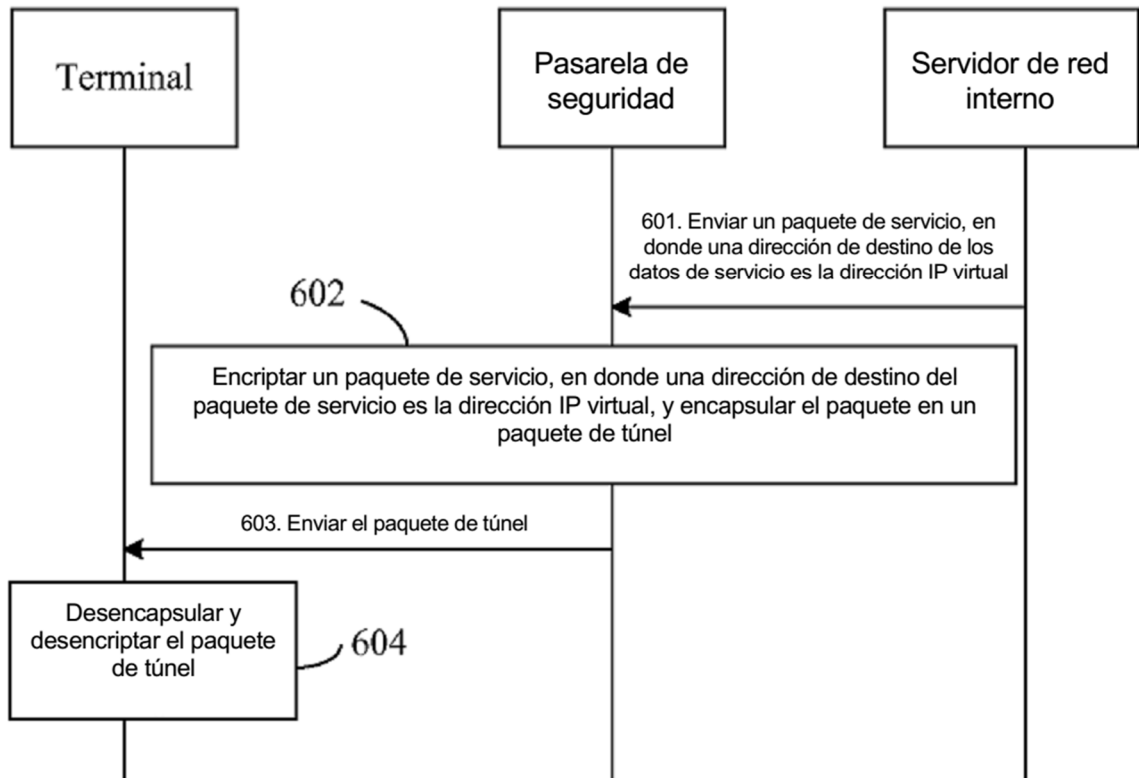 Terminal
Pasarela de
seguridad
Servidor de red
interno
601. Enviar un paquete de servicio, en
donde una dirección de destino de los
datos de servicio es la dirección IP virtual
602
Encriptar un paquete de servicio, en donde una dirección de destino del
paquete de servicio es la dirección IP virtual, y encapsular el paquete en un
paquete de túnel
603. Enviar el paquete de túnel
Desencapsular y
desencriptar el paquete
de túnel
604